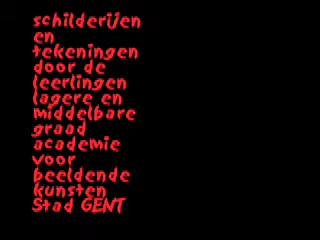 schilderijen
en
tekeningen
door de
leerlingen
lagere en
middelbare
graad
academie
voor
beeldende
kunsten
Stad GENT